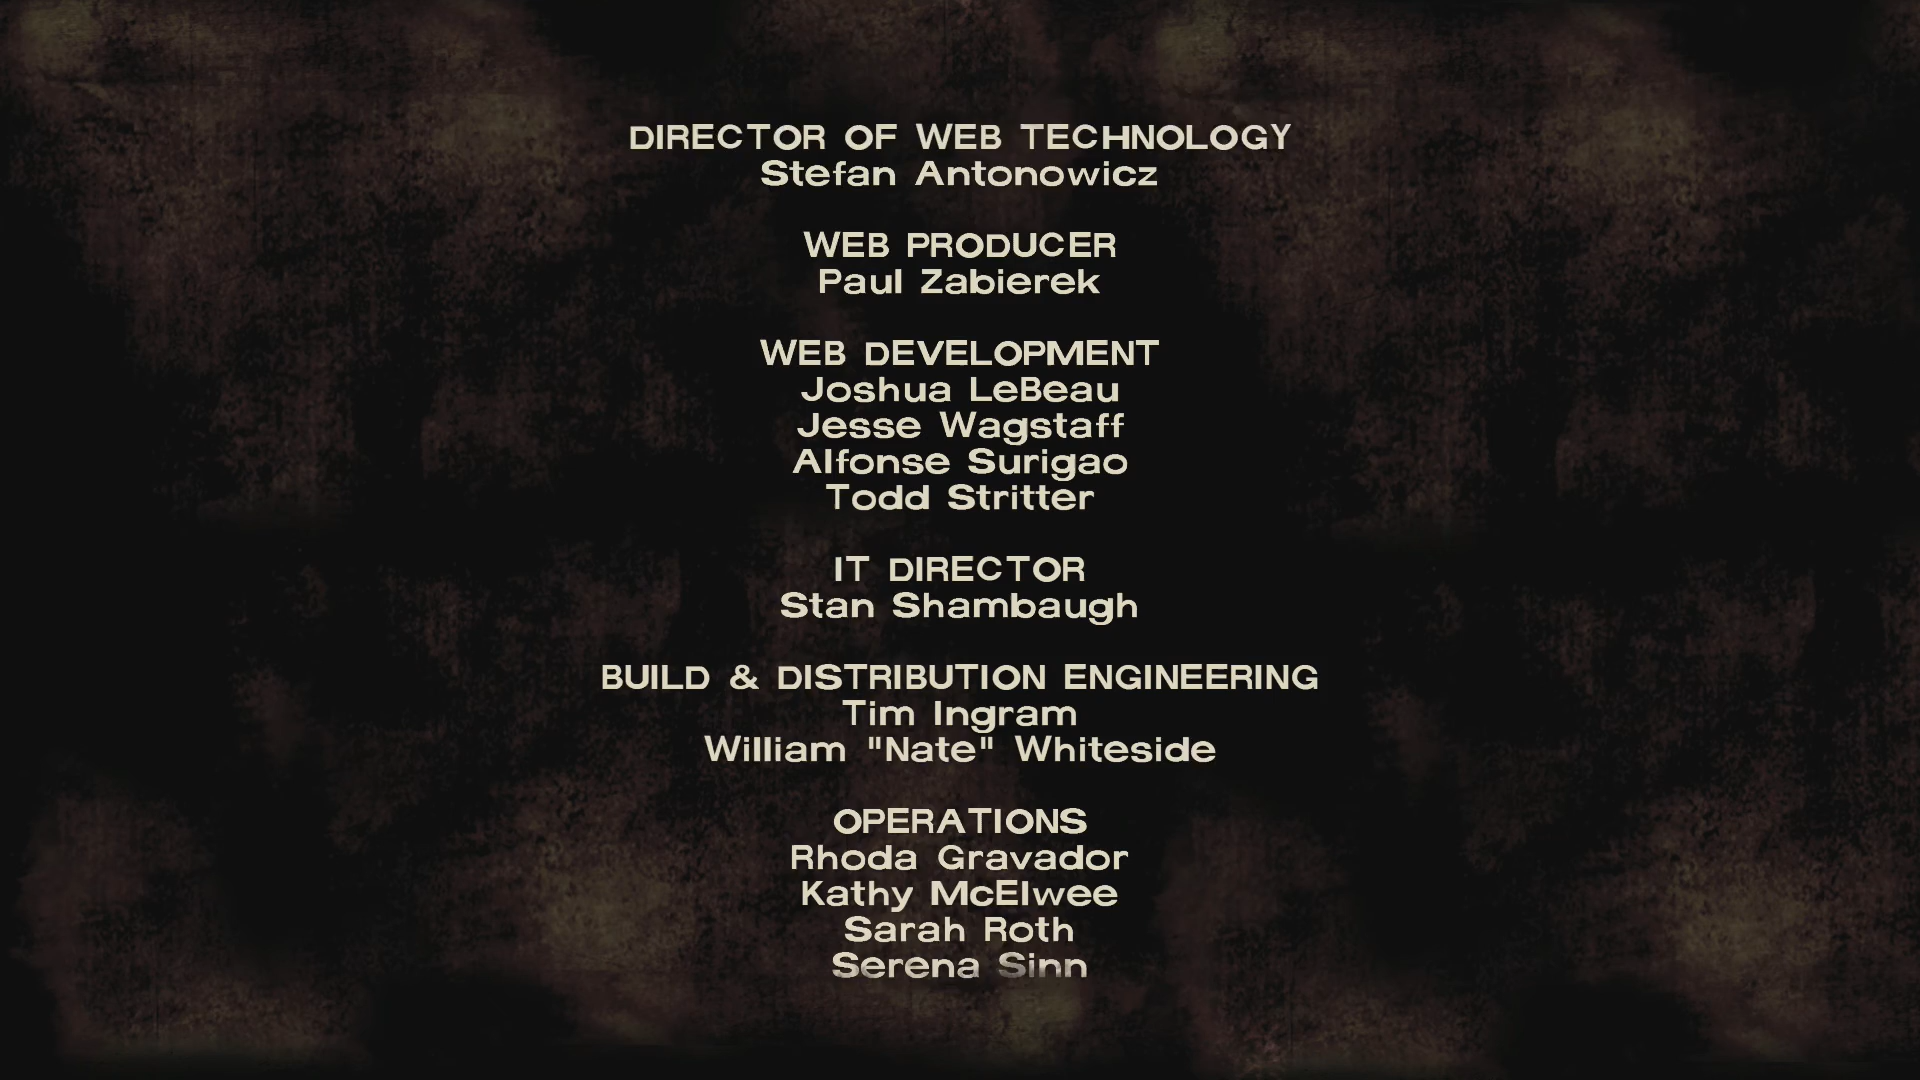 DIRECTOR OF WEB TECHNOLOGY
Stefan Antonowicz
WEB PRODUCER
Paul Zabierek
WEB DEVELOPMENT
Joshua LeBeau
Jesse Wagstaff
Alfonse Surigao
Todd Stritter
IT DIRECTOR
Stan Shambaugh
BUILD & DISTRIBUTION ENGINEERING
Tim Ingram
William "Nate" Whiteside
OPERATIONS
Rhoda Gravador
Kathy McElwee
Sarah Roth
Serena Sinn